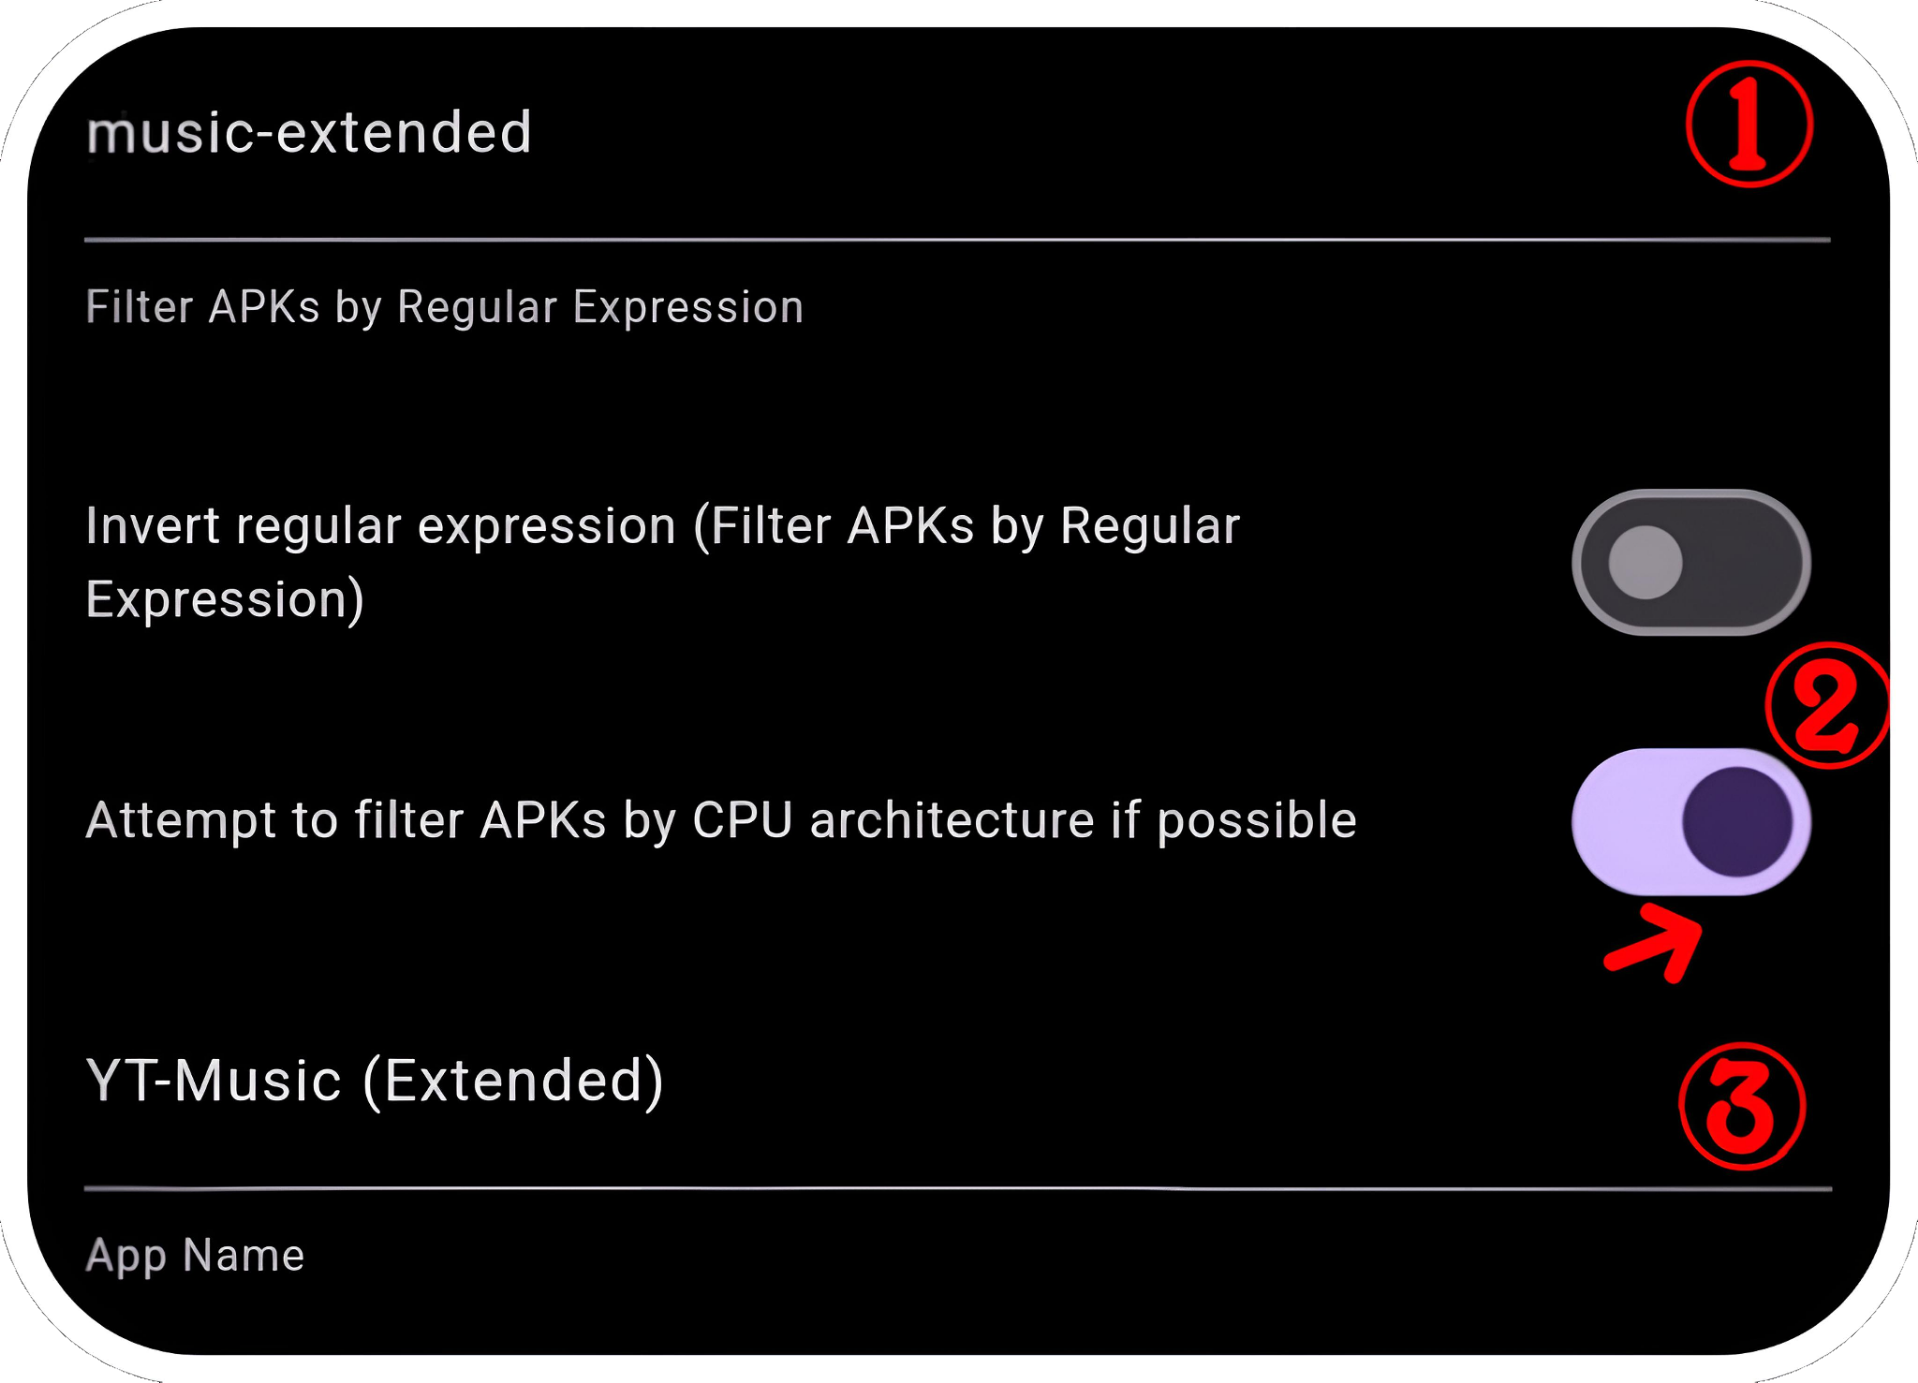 music-extended
①
Filter APKs by Regular Expression
Invert regular expression (Filter APKs by Regular
Expression)
②
Attempt to filter APKs by CPU architecture if possible
YT-Music (Extended)
③
App Name